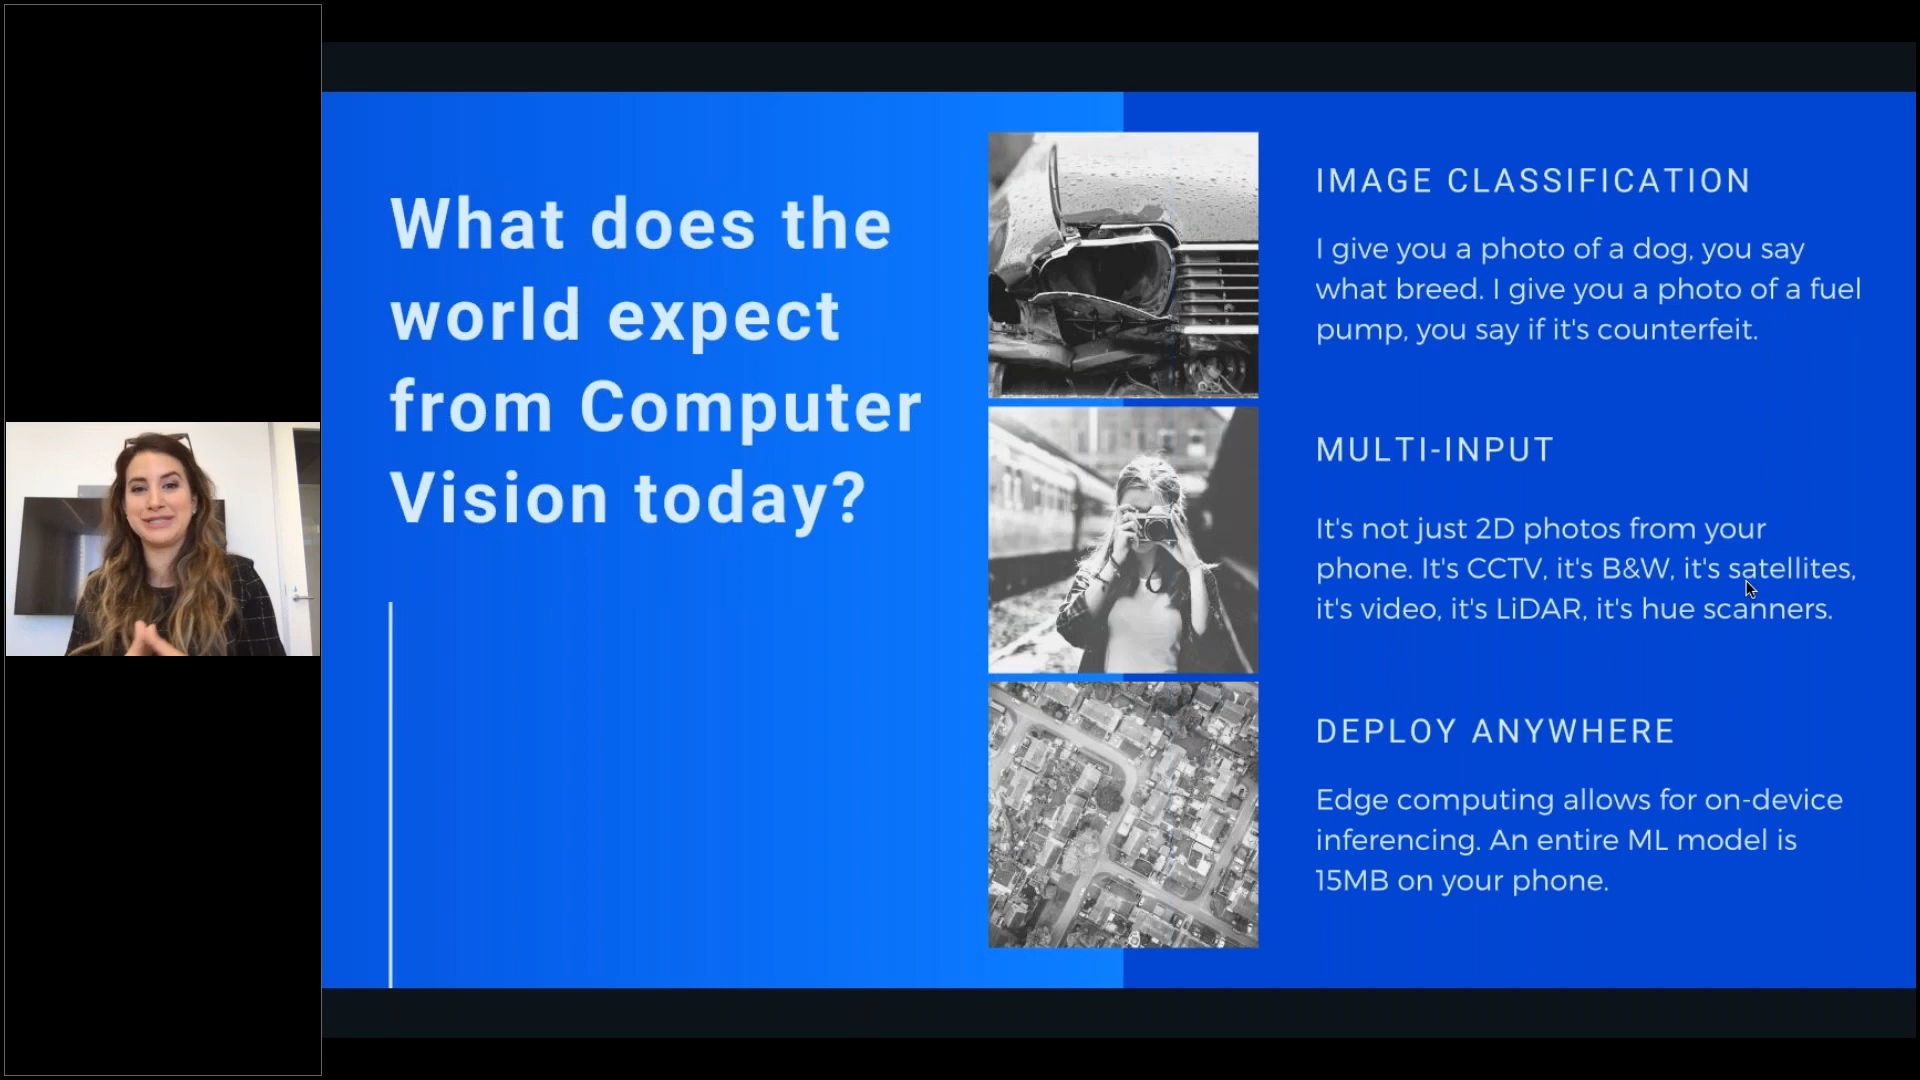 What does the
world expect
from Computer
Vision today?
IMAGE CLASSIFICATION
I give you a photo of a dog, you say
what breed. I give you a photo of a fuel
pump, you say if it's counterfeit.
MULTI-INPUT
It's not just 2D photos from your
phone. It's CCTV, it's B&W, it's satellites,
it's video, it's LiDAR, it's hue scanners.
DEPLOY ANYWHERE
Edge computing allows for on-device
inferencing. An entire ML model is
15MB on your phone.